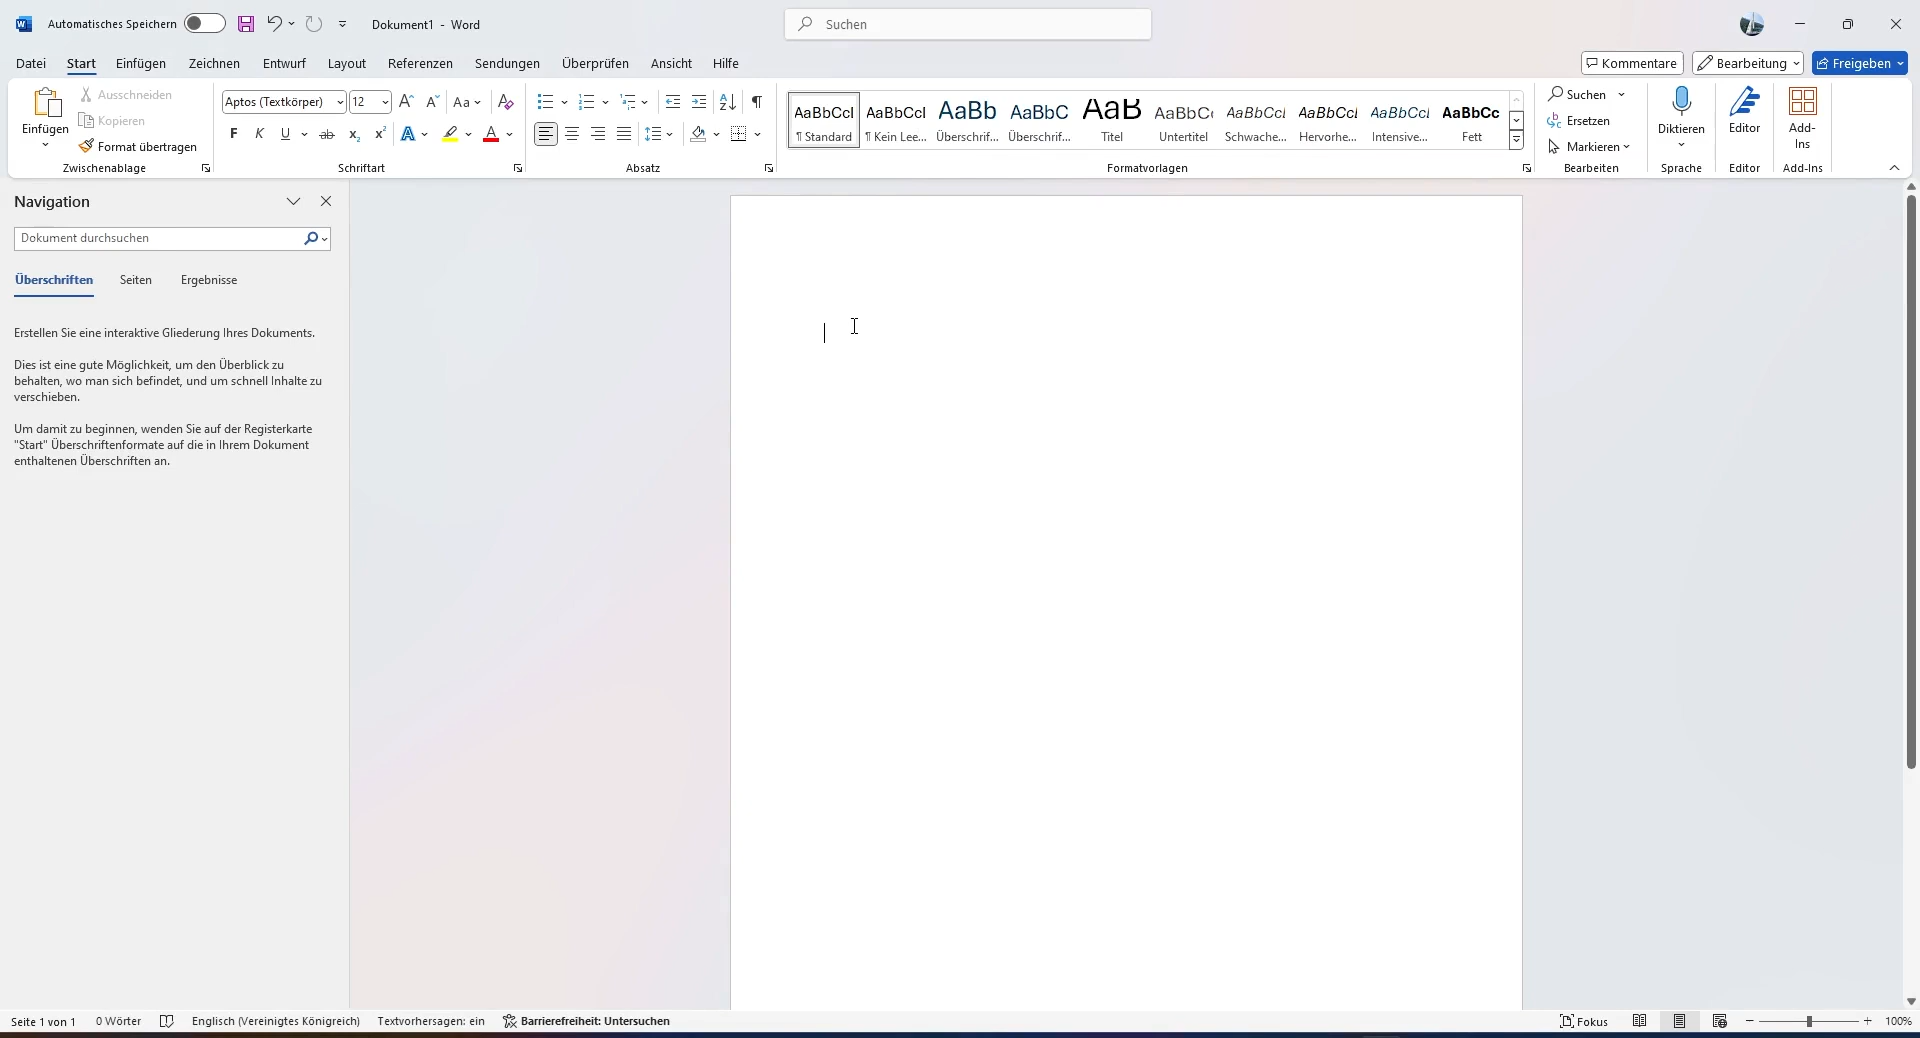 Automatisches Speichern
Dokument1 - Word
Suchen
Datei Start Einfügen Zeichnen Entwurf Layout Referenzen Sendungen Überprüfen Ansicht Hilfe
Kommentare Bearbeitung Freigeben
Einfügen
Ausschneiden
Kopieren
Format übertragen
Zwischenablage
Aptos (Textkörper) 12
Aa
F K U ab x₂ x² A A
Schriftart
Absatz
AaBbCcI AaBbCcI AaBb AaBbC AaB AaBbC AaBbCcI AaBbCcI AaBbCcI AaBbCc
¶ Standard ¶ Kein Lee... Überschrif... Überschrif... Titel Untertitel Schwache... Hervorhe... Intensive... Fett
Formatvorlagen
Suchen
Ersetzen
Markieren
Bearbeiten
Diktieren
Sprache
Editor
Editor
Add-
Ins
Add-Ins
Navigation
Dokument durchsuchen
Überschriften Seiten Ergebnisse
Erstellen Sie eine interaktive Gliederung Ihres Dokuments.
Dies ist eine gute Möglichkeit, um den Überblick zu
behalten, wo man sich befindet, und um schnell Inhalte zu
verschieben.
Um damit zu beginnen, wenden Sie auf der Registerkarte
"Start" Überschriftenformate auf die in Ihrem Dokument
enthaltenen Überschriften an.
Seite 1 von 1 0 Wörter Englisch (Vereinigtes Königreich) Textvorhersagen: ein Barrierefreiheit: Untersuchen
Fokus 100%